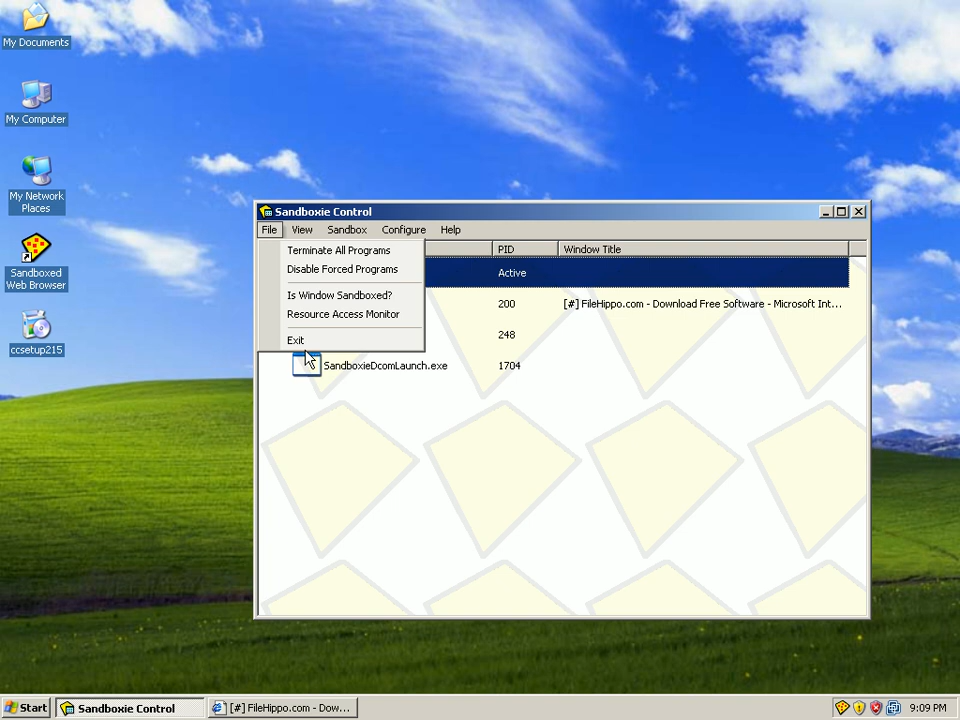 My Documents
My Computer
My Network
Places
Sandboxed
Web Browser
ccsetup215
Sandboxie Control
File View Sandbox Configure Help
PID Window Title
Terminate All Programs
Disable Forced Programs
Is Window Sandboxed?
Resource Access Monitor
Exit
Active
200 [#] FileHippo.com - Download Free Software - Microsoft Int...
248
SandboxieDcomLaunch.exe 1704
Start Sandboxie Control [#] FileHippo.com - Dow... 9:09 PM